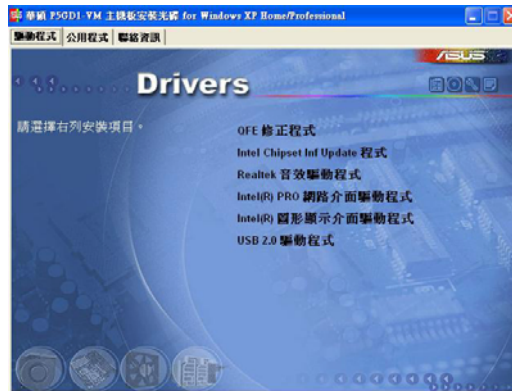 華碩 P5GD1-VM 主機板安裝光碟 for Windows XP Home/Professional
驅動程式 公用程式 聯絡資訊
ASUS
Drivers
請選擇右列安裝項目。
QFE 修正程式
Intel Chipset Inf Update 程式
Realtek 音效驅動程式
Intel(R) PRO 網路介面驅動程式
Intel(R) 圖形顯示介面驅動程式
USB 2.0 驅動程式